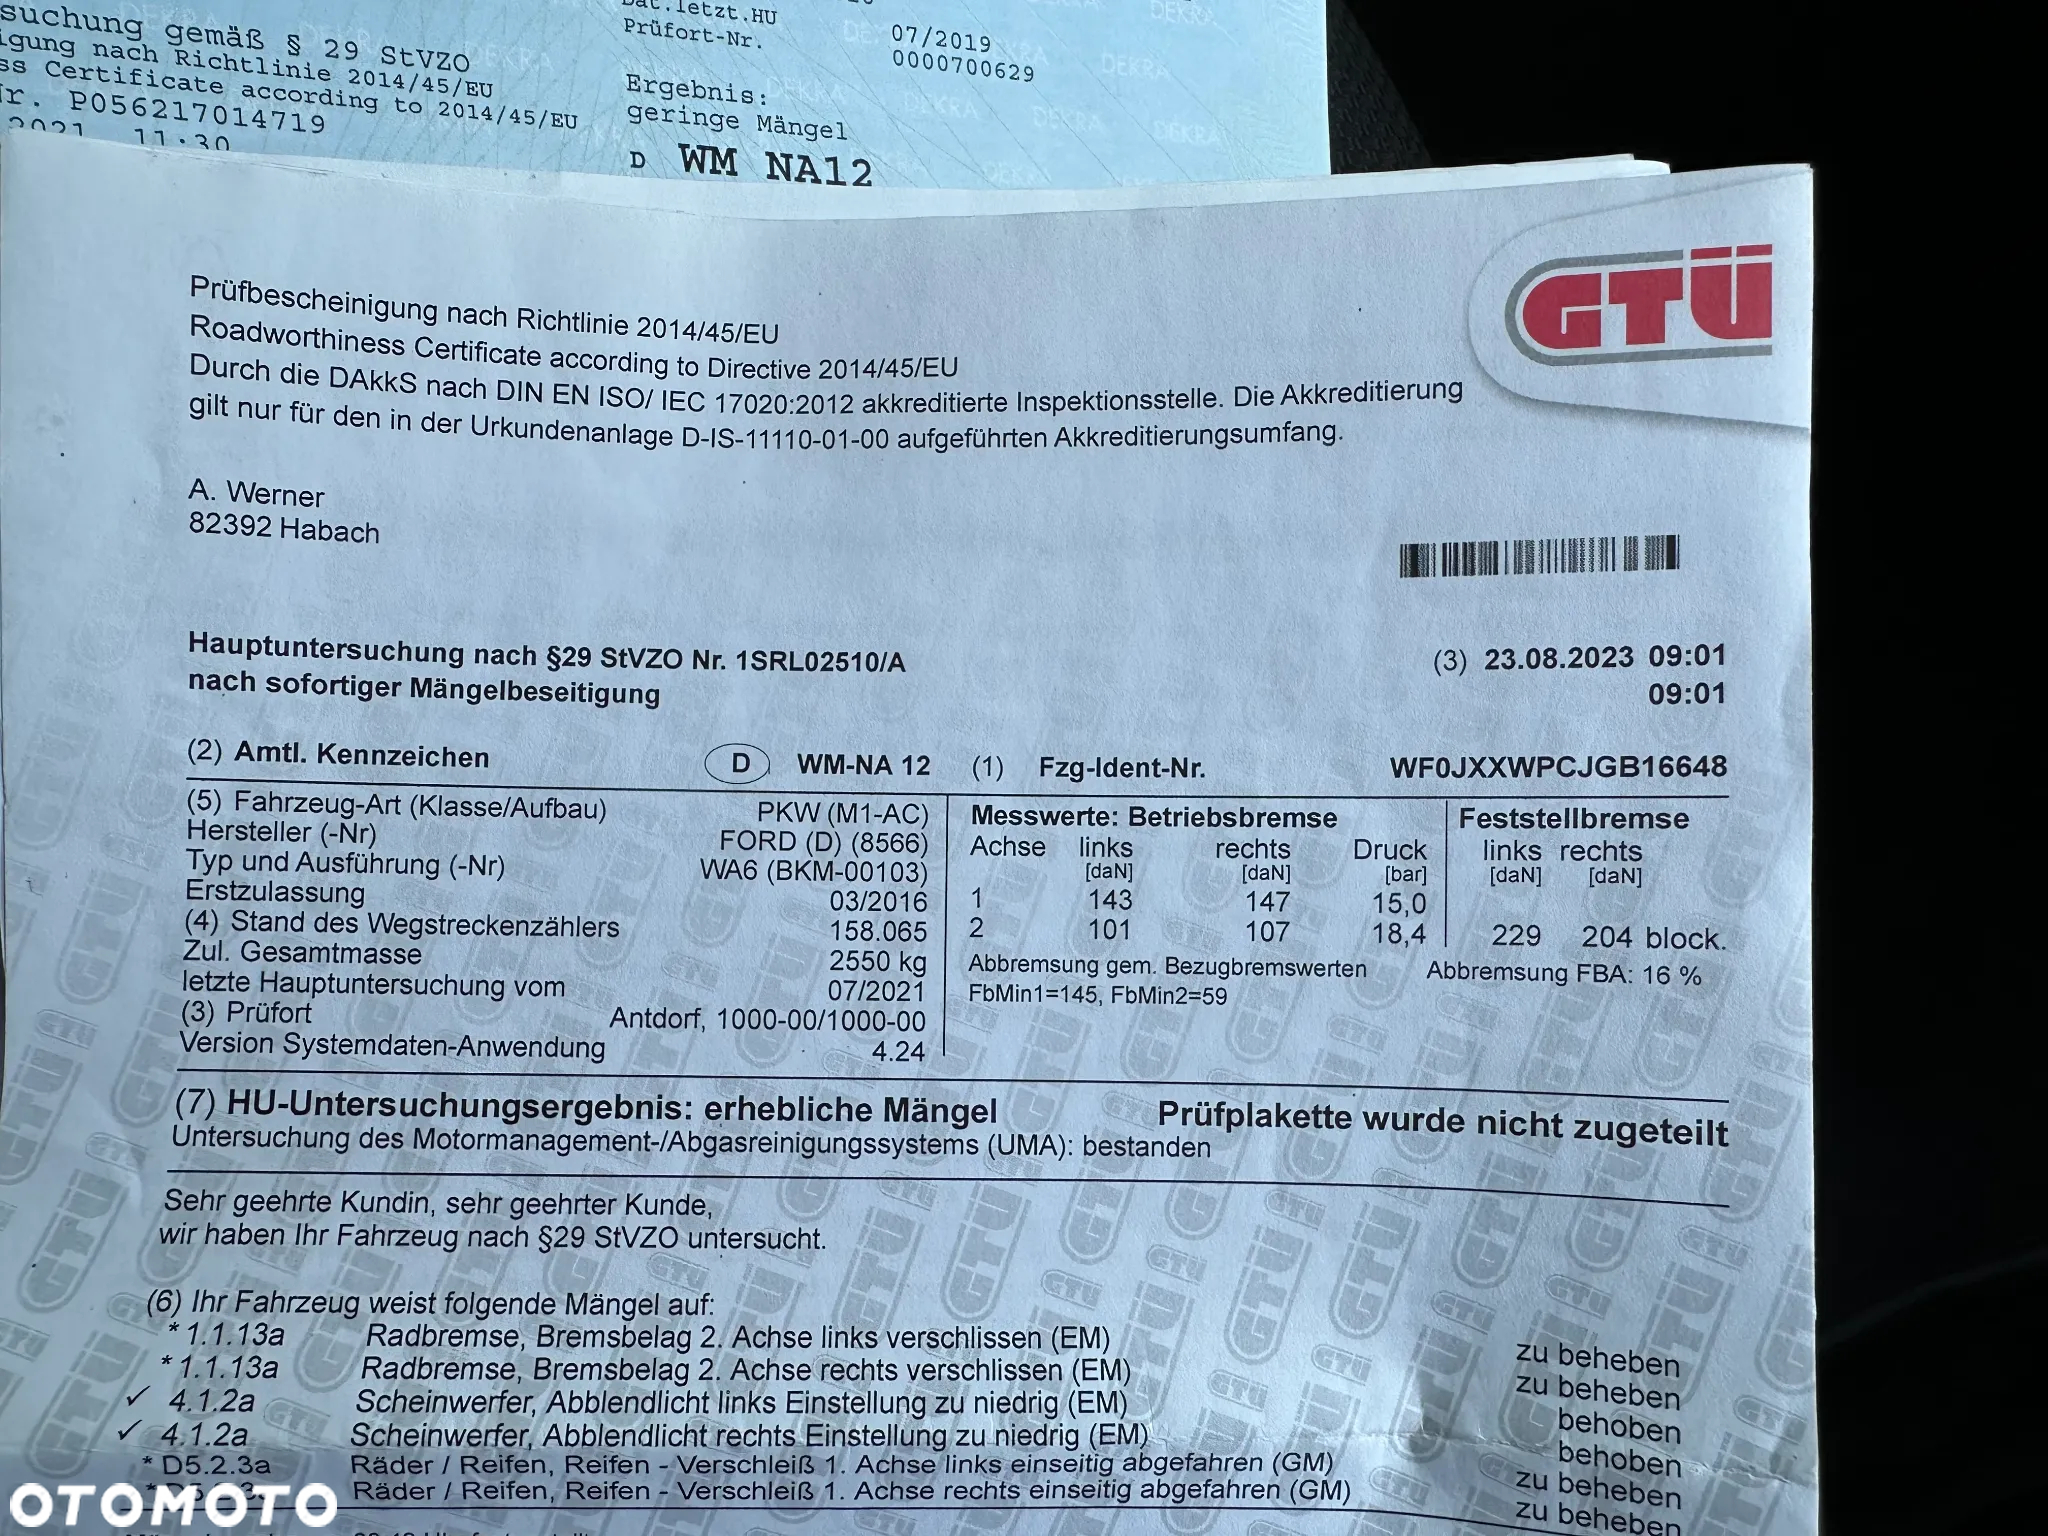 suchung gemäß § 29 StVZO
igung nach Richtlinie 2014/45/EU
ss Certificate according to 2014/45/EU
r. P056217014719
2021 11:30
Dat.letzt.HU 07/2019
Prüfort-Nr. 0000700629
Ergebnis:
geringe Mängel
D WM NA12
GTÜ
Prüfbescheinigung nach Richtlinie 2014/45/EU
Roadworthiness Certificate according to Directive 2014/45/EU
Durch die DAkkS nach DIN EN ISO/ IEC 17020:2012 akkreditierte Inspektionsstelle. Die Akkreditierung
gilt nur für den in der Urkundenanlage D-IS-11110-01-00 aufgeführten Akkreditierungsumfang.
A. Werner
82392 Habach
Hauptuntersuchung nach §29 StVZO Nr. 1SRL02510/A (3) 23.08.2023 09:01
nach sofortiger Mängelbeseitigung 09:01
(2) Amtl. Kennzeichen D WM-NA 12 (1) Fzg-Ident-Nr. WF0JXXWPCJGB16648
(5) Fahrzeug-Art (Klasse/Aufbau) PKW (M1-AC)
Hersteller (-Nr) FORD (D) (8566)
Typ und Ausführung (-Nr) WA6 (BKM-00103)
Erstzulassung 03/2016
(4) Stand des Wegstreckenzählers 158.065
Zul. Gesamtmasse 2550 kg
letzte Hauptuntersuchung vom 07/2021
(3) Prüfort Antdorf, 1000-00/1000-00
Version Systemdaten-Anwendung 4.24
Messwerte: Betriebsbremse Feststellbremse
Achse links rechts Druck links rechts
[daN] [daN] [bar] [daN] [daN]
1 143 147 15,0
2 101 107 18,4 229 204 block.
Abbremsung gem. Bezugbremswerten Abbremsung FBA: 16 %
FbMin1=145, FbMin2=59
(7) HU-Untersuchungsergebnis: erhebliche Mängel Prüfplakette wurde nicht zugeteilt
Untersuchung des Motormanagement-/Abgasreinigungssystems (UMA): bestanden
Sehr geehrte Kundin, sehr geehrter Kunde,
wir haben Ihr Fahrzeug nach §29 StVZO untersucht.
(6) Ihr Fahrzeug weist folgende Mängel auf:
* 1.1.13a Radbremse, Bremsbelag 2. Achse links verschlissen (EM) zu beheben
* 1.1.13a Radbremse, Bremsbelag 2. Achse rechts verschlissen (EM) zu beheben
✓ 4.1.2a Scheinwerfer, Abblendlicht links Einstellung zu niedrig (EM) behoben
✓ 4.1.2a Scheinwerfer, Abblendlicht rechts Einstellung zu niedrig (EM) behoben
* D5.2.3a Räder / Reifen, Reifen - Verschleiß 1. Achse links einseitig abgefahren (GM) zu beheben
Räder / Reifen, Reifen - Verschleiß 1. Achse rechts einseitig abgefahren (GM) zu beheben
OTOMOTO